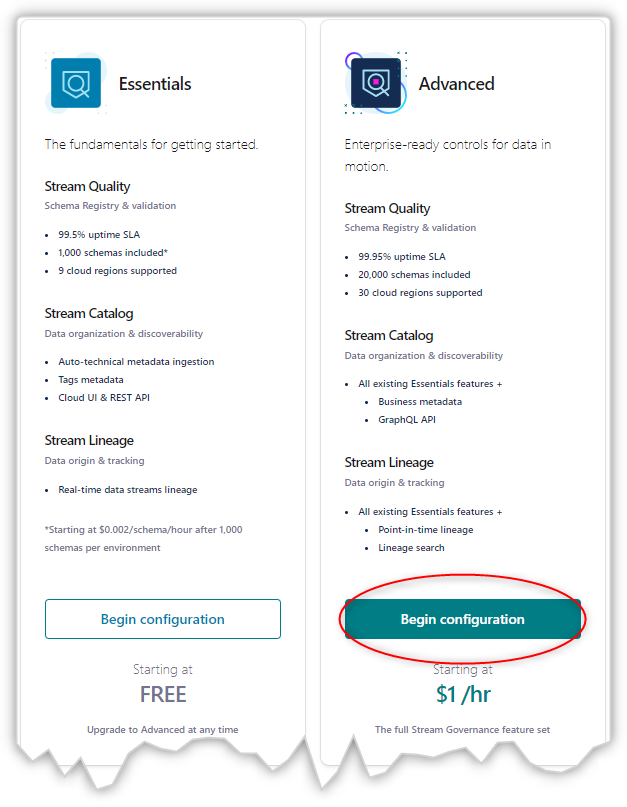 Essentials
The fundamentals for getting started.
Stream Quality
Schema Registry & validation
• 99.5% uptime SLA
• 1,000 schemas included*
• 9 cloud regions supported
Stream Catalog
Data organization & discoverability
• Auto-technical metadata ingestion
• Tags metadata
• Cloud UI & REST API
Stream Lineage
Data origin & tracking
• Real-time data streams lineage
*Starting at $0.002/schema/hour after 1,000
schemas per environment
Begin configuration
Starting at
FREE
Upgrade to Advanced at any time
Advanced
Enterprise-ready controls for data in
motion.
Stream Quality
Schema Registry & validation
• 99.95% uptime SLA
• 20,000 schemas included
• 30 cloud regions supported
Stream Catalog
Data organization & discoverability
• All existing Essentials features +
• Business metadata
• GraphQL API
Stream Lineage
Data origin & tracking
• All existing Essentials features +
• Point-in-time lineage
• Lineage search
Begin configuration
Starting at
$1/hr
The full Stream Governance feature set